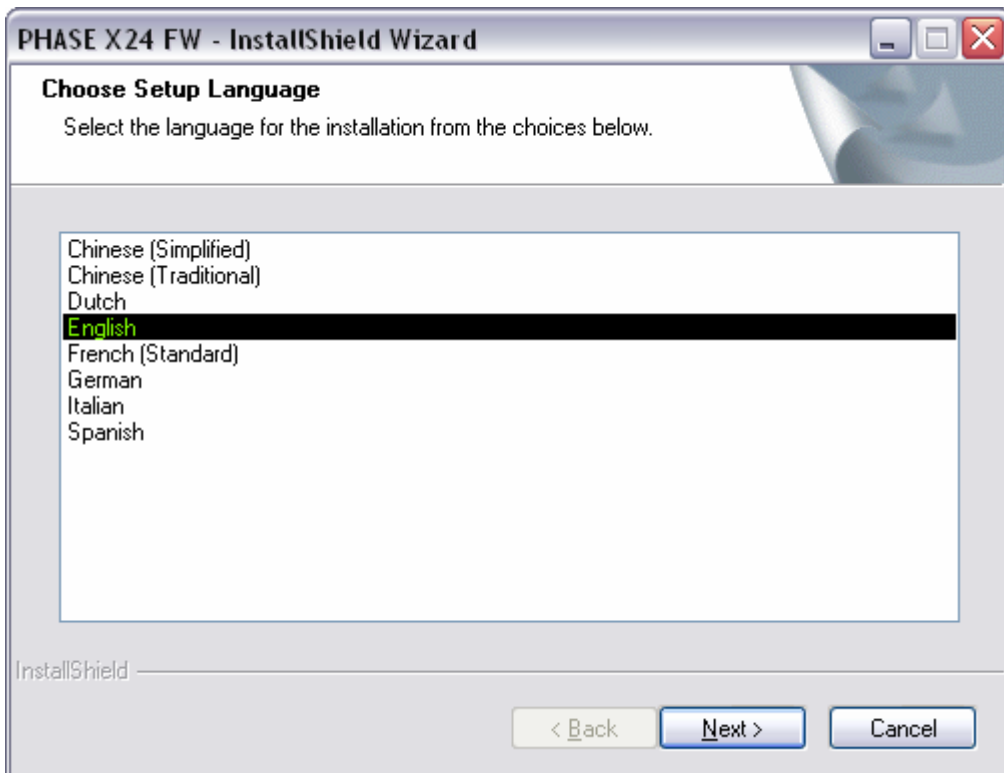 PHASE X24 FW - InstallShield Wizard
Choose Setup Language
Select the language for the installation from the choices below.
Chinese (Simplified)
Chinese (Traditional)
Dutch
English
French (Standard)
German
Italian
Spanish
InstallShield
< Back Next > Cancel